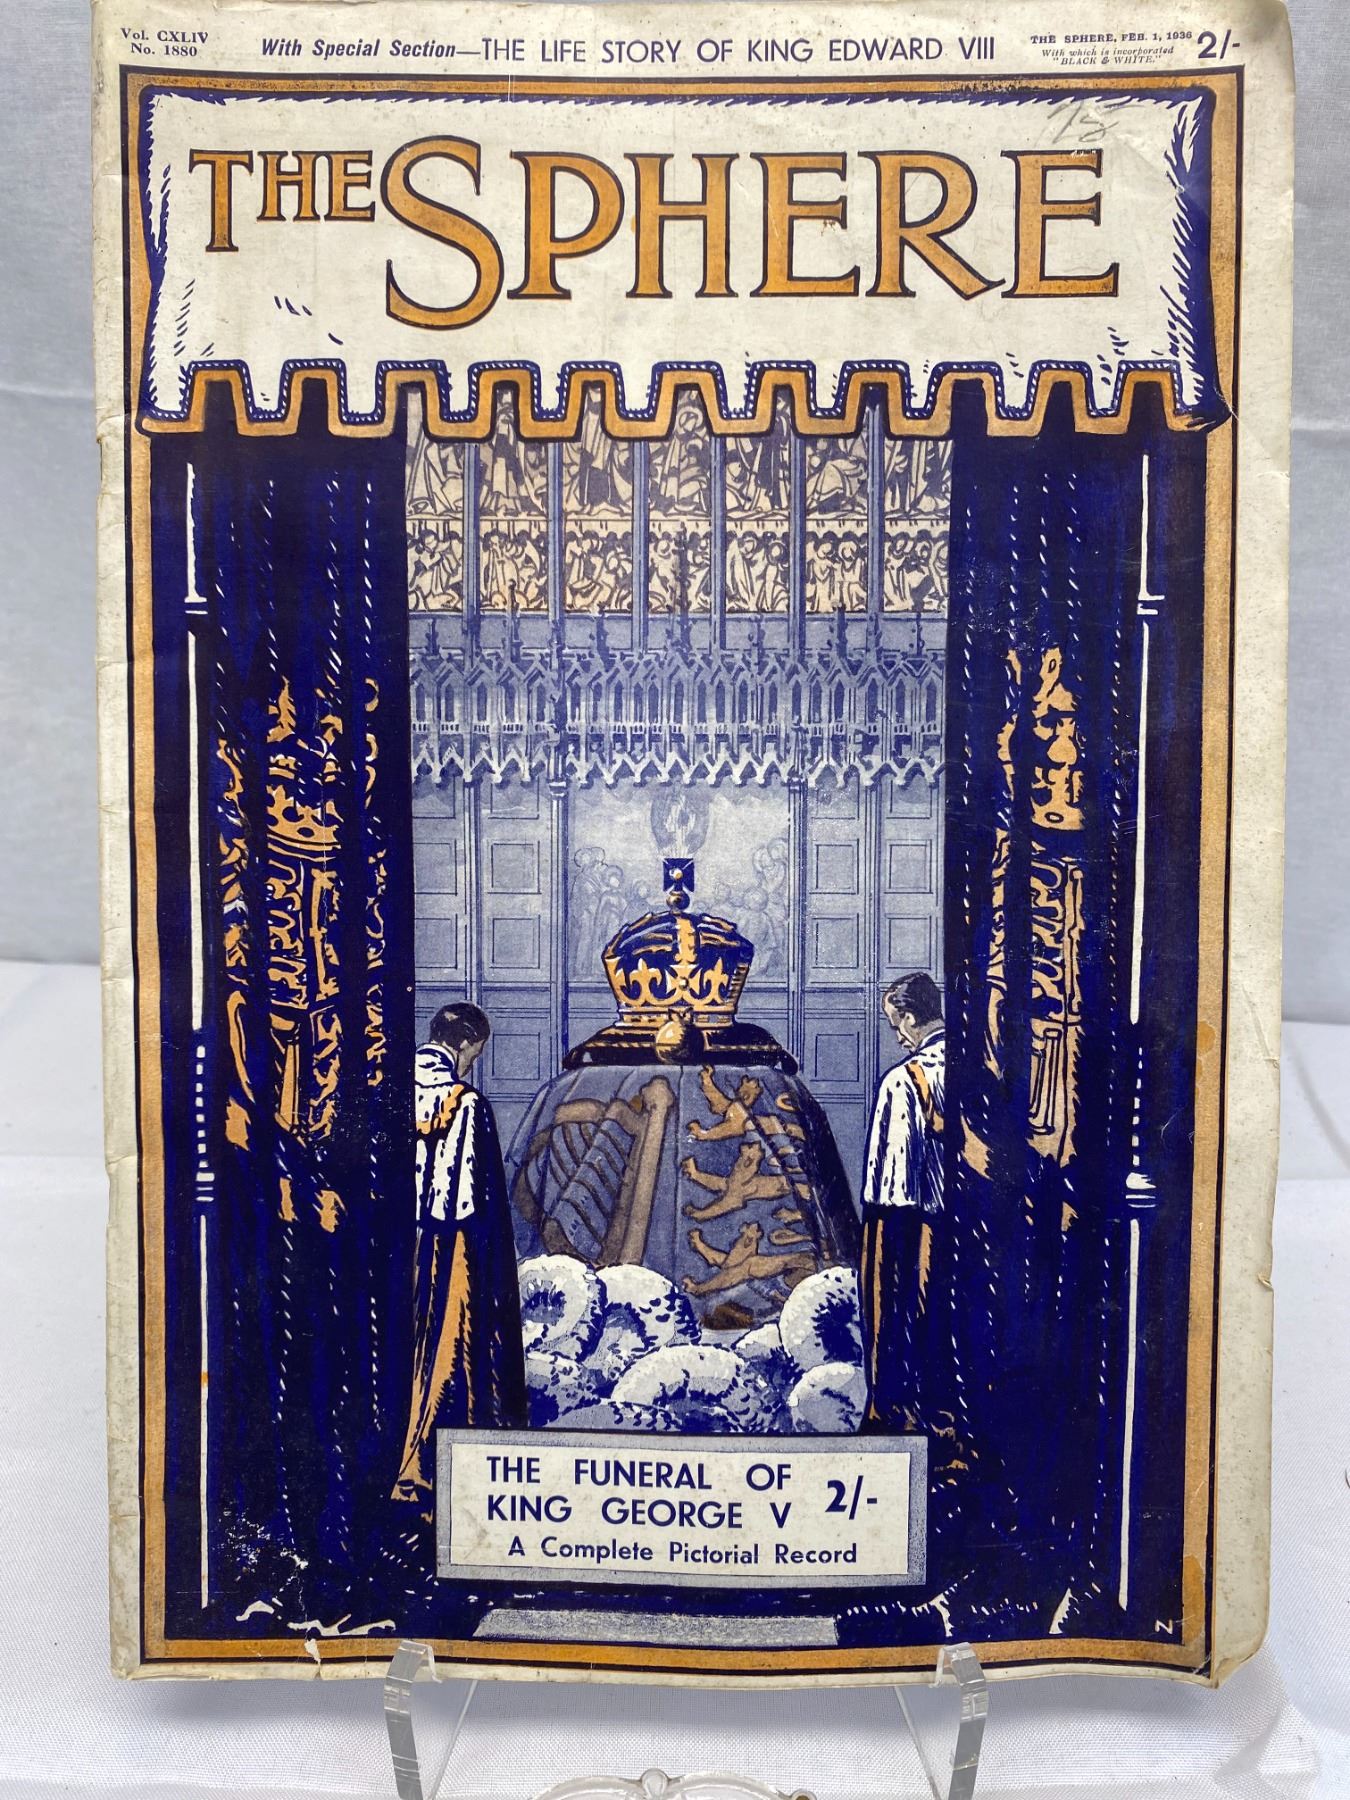 Vol. CXLIV
No. 1880
With Special Section—THE LIFE STORY OF KING EDWARD VIII
THE SPHERE, FEB. 1, 1936
With which is incorporated
"BLACK & WHITE."
2/-
75
THE SPHERE
THE FUNERAL OF
KING GEORGE V 2/-
A Complete Pictorial Record